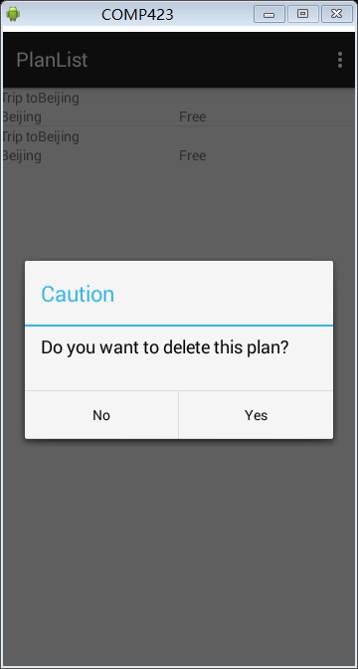 COMP423
PlanList
Trip toBeijing
Beijing Free
Trip toBeijing
Beijing Free
Caution
Do you want to delete this plan?
No Yes